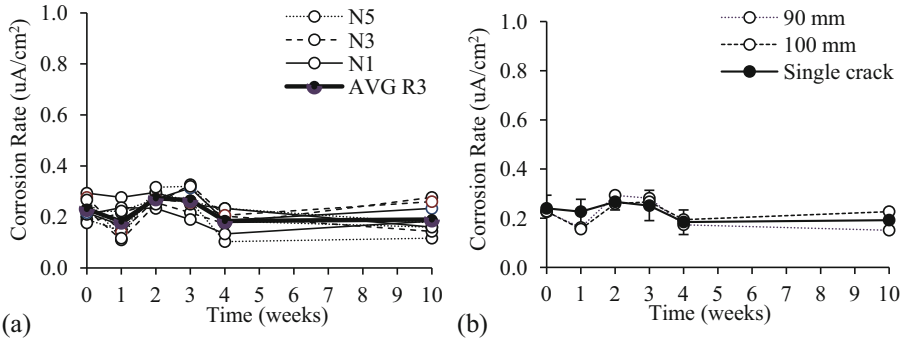 Corrosion Rate (uA/cm²)
1.0
0.8
0.6
0.4
0.2
0.0
N5
N3
N1
AVG R3
0 1 2 3 4 5 6 7 8 9 10
Time (weeks)
(a)
Corrosion Rate (uA/cm²)
1.0
0.8
0.6
0.4
0.2
0.0
90 mm
100 mm
Single crack
0 1 2 3 4 5 6 7 8 9 10
Time (weeks)
(b)